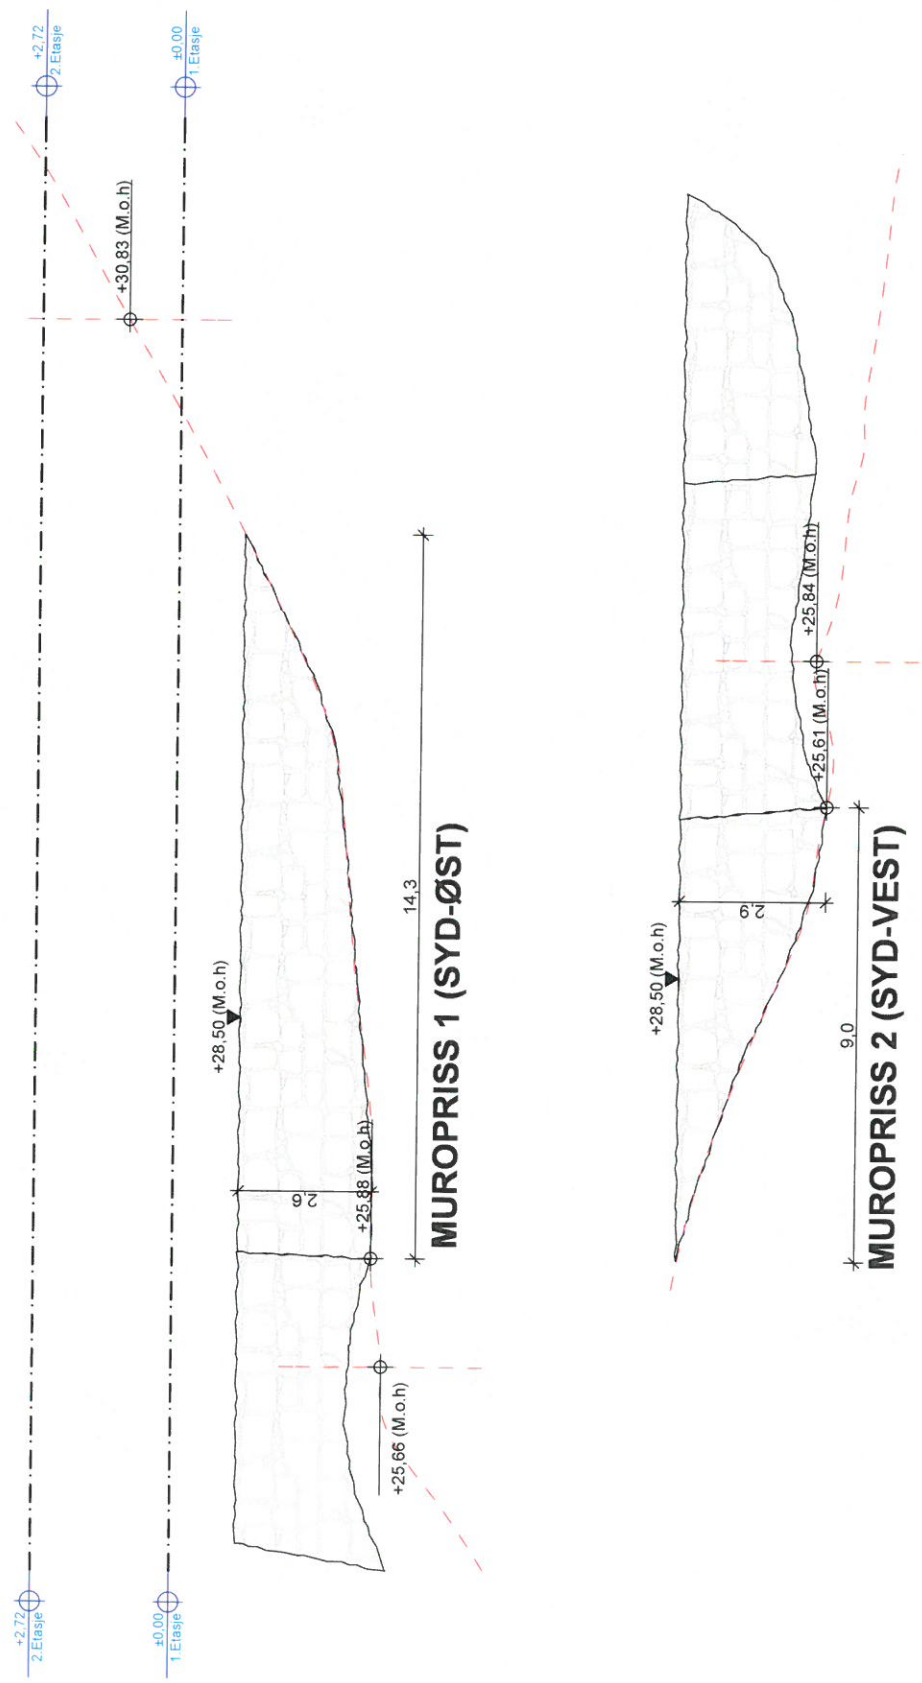 +2,72
2.Etasje
+2,72
2.Etasje
+30,83 (M.o.h)
±0,00
1.Etasje
±0,00
1.Etasje
+28,50 (M.o.h)
2,6
+25,88 (M.o.h)
+25,66 (M.o.h)
14,3
MUROPRISS 1 (SYD-ØST)
+28,50 (M.o.h)
2,9
+25,84 (M.o.h)
+25,61 (M.o.h)
9,0
MUROPRISS 2 (SYD-VEST)